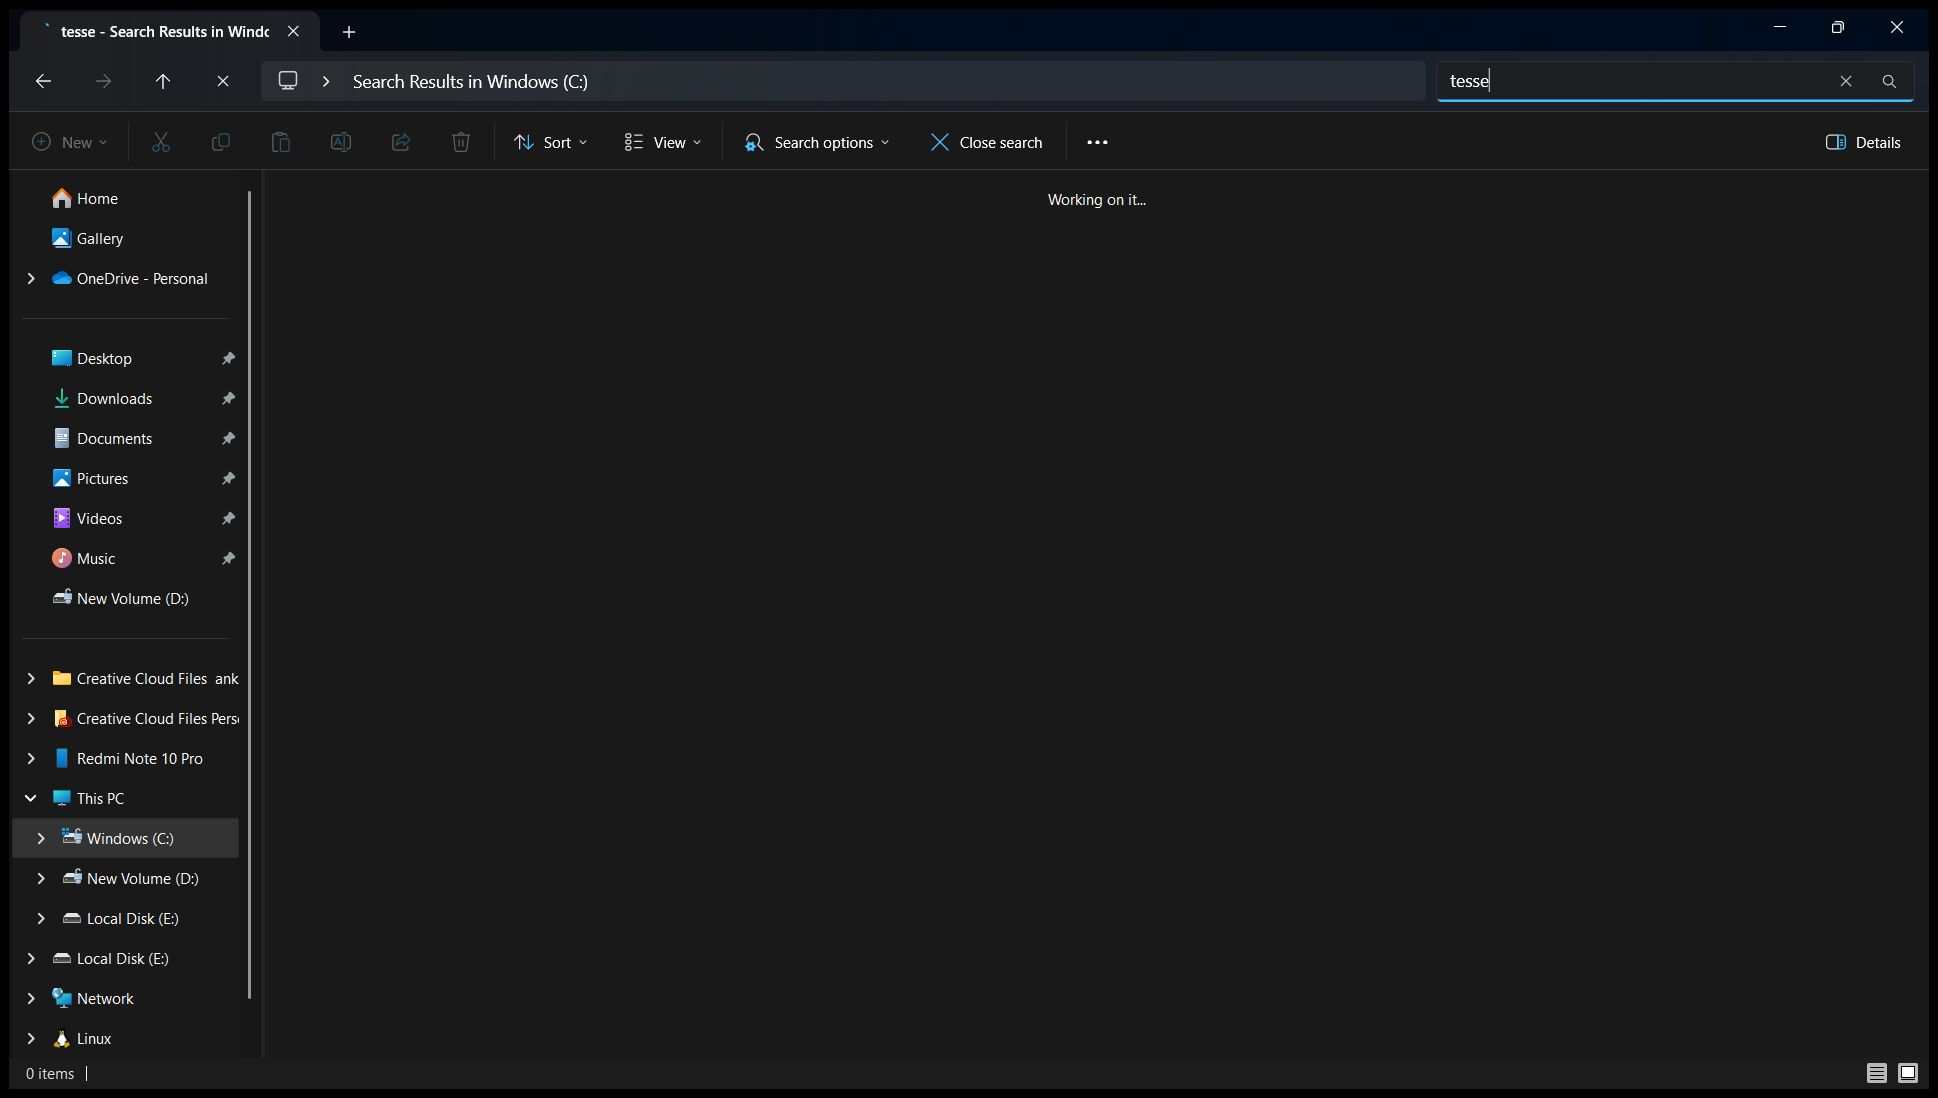 tesse - Search Results in Windc
Search Results in Windows (C:)
tesse
New
Sort
View
Search options
Close search
Details
Home
Gallery
OneDrive - Personal
Desktop
Downloads
Documents
Pictures
Videos
Music
New Volume (D:)
Creative Cloud Files ank
Creative Cloud Files Pers
Redmi Note 10 Pro
This PC
Windows (C:)
New Volume (D:)
Local Disk (E:)
Local Disk (E:)
Network
Linux
Working on it...
0 items